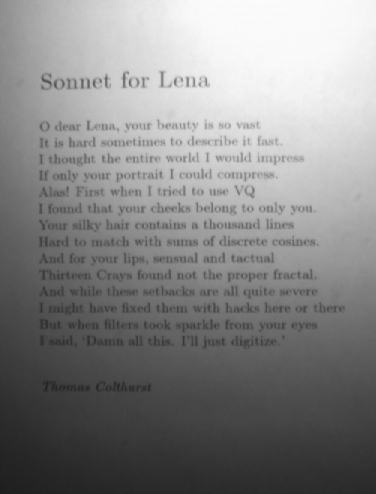 Sonnet for Lena
O dear Lena, your beauty is so vast
It is hard sometimes to describe it fast.
I thought the entire world I would impress
If only your portrait I could compress.
Alas! First when I tried to use VQ
I found that your cheeks belong to only you.
Your silky hair contains a thousand lines
Hard to match with sums of discrete cosines.
And for your lips, sensual and tactual
Thirteen Crays found not the proper fractal.
And while these setbacks are all quite severe
I might have fixed them with hacks here or there
But when filters took sparkle from your eyes
I said, 'Damn all this. I'll just digitize.'
Thomas Colthurst